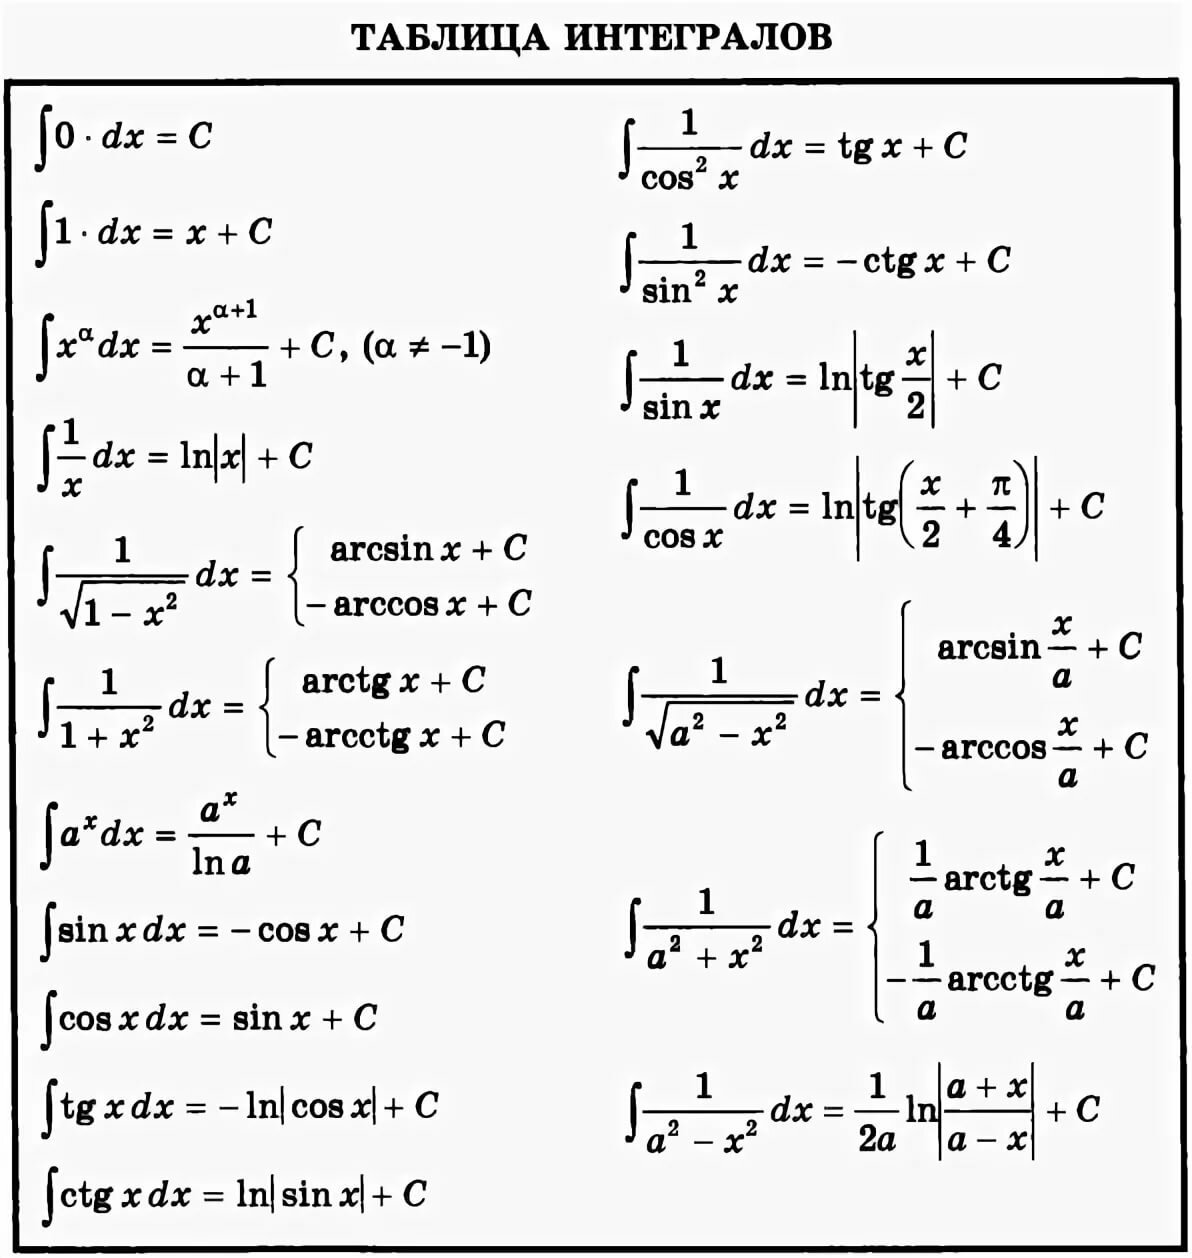 ТАБЛИЦА ИНТЕГРАЛОВ
∫0 · dx = C
∫1 · dx = x + C
∫x^α dx = x^(α+1)/(α + 1) + C, (α ≠ −1)
∫1/x dx = ln|x| + C
∫1/√(1 − x²) dx = { arcsin x + C
−arccos x + C
∫1/(1 + x²) dx = { arctg x + C
−arcctg x + C
∫a^x dx = a^x/ln a + C
∫sin x dx = −cos x + C
∫cos x dx = sin x + C
∫tg x dx = −ln|cos x| + C
∫ctg x dx = ln|sin x| + C
∫1/cos² x dx = tg x + C
∫1/sin² x dx = −ctg x + C
∫1/sin x dx = ln|tg x/2| + C
∫1/cos x dx = ln|tg(x/2 + π/4)| + C
∫1/√(a² − x²) dx = { arcsin x/a + C
−arccos x/a + C
∫1/(a² + x²) dx = { 1/a arctg x/a + C
−1/a arcctg x/a + C
∫1/(a² − x²) dx = 1/2a ln|(a + x)/(a − x)| + C